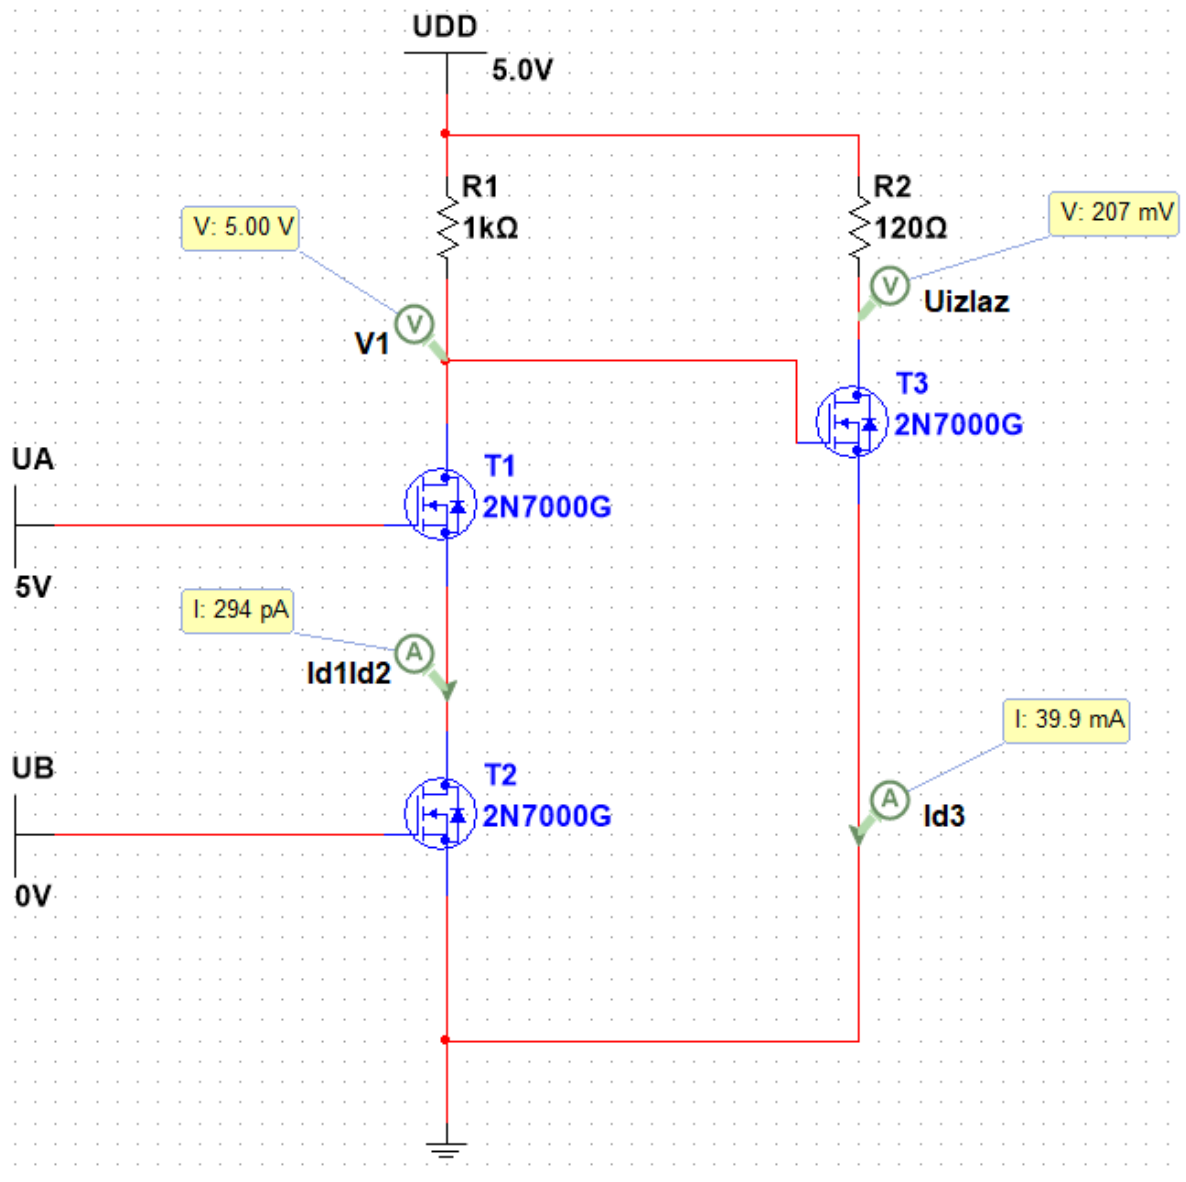 UDD
5.0V
R1
1kΩ
R2
120Ω
V: 5.00 V
V: 207 mV
V
Uizlaz
V
V1
T3
2N7000G
UA
5V
T1
2N7000G
I: 294 pA
A
Id1Id2
I: 39.9 mA
A
Id3
UB
0V
T2
2N7000G